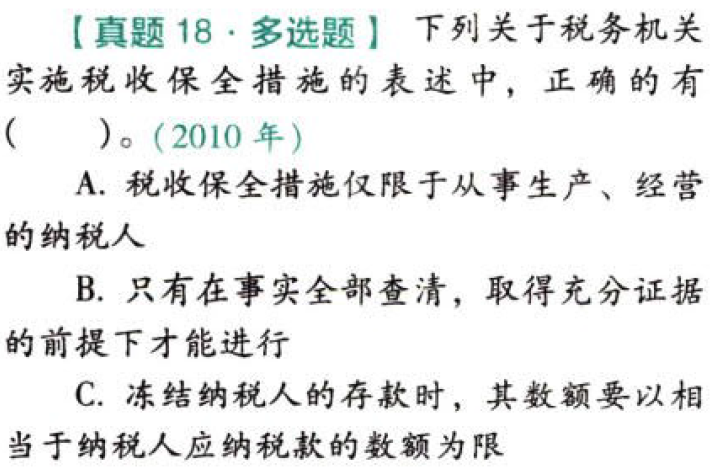 【真题 18·多选题】 下列关于税务机关
实施税收保全措施的表述中，正确的有
(　　)。(2010 年)
A. 税收保全措施仅限于从事生产、经营
的纳税人
B. 只有在事实全部查清，取得充分证据
的前提下才能进行
C. 冻结纳税人的存款时，其数额要以相
当于纳税人应纳税款的数额为限